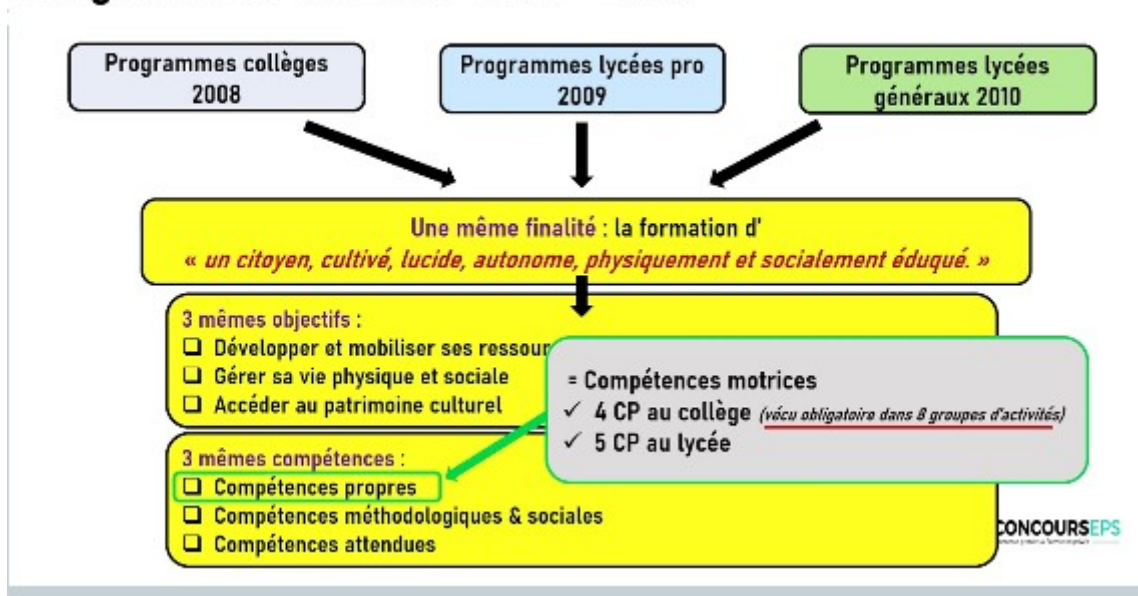 Programmes collèges
2008
Programmes lycées pro
2009
Programmes lycées
généraux 2010
Une même finalité : la formation d'
« un citoyen, cultivé, lucide, autonome, physiquement et socialement éduqué. »
3 mêmes objectifs :
❑ Développer et mobiliser ses
❑ Gérer sa vie physique et sociale
❑ Accéder au patrimoine culturel
= Compétences motrices
✓ 4 CP au collège (vécu obligatoire dans 8 groupes d'activités)
✓ 5 CP au lycée
3 mêmes compétences :
❑ Compétences propres
❑ Compétences méthodologiques & sociales
❑ Compétences attendues
CONCOURSEPS